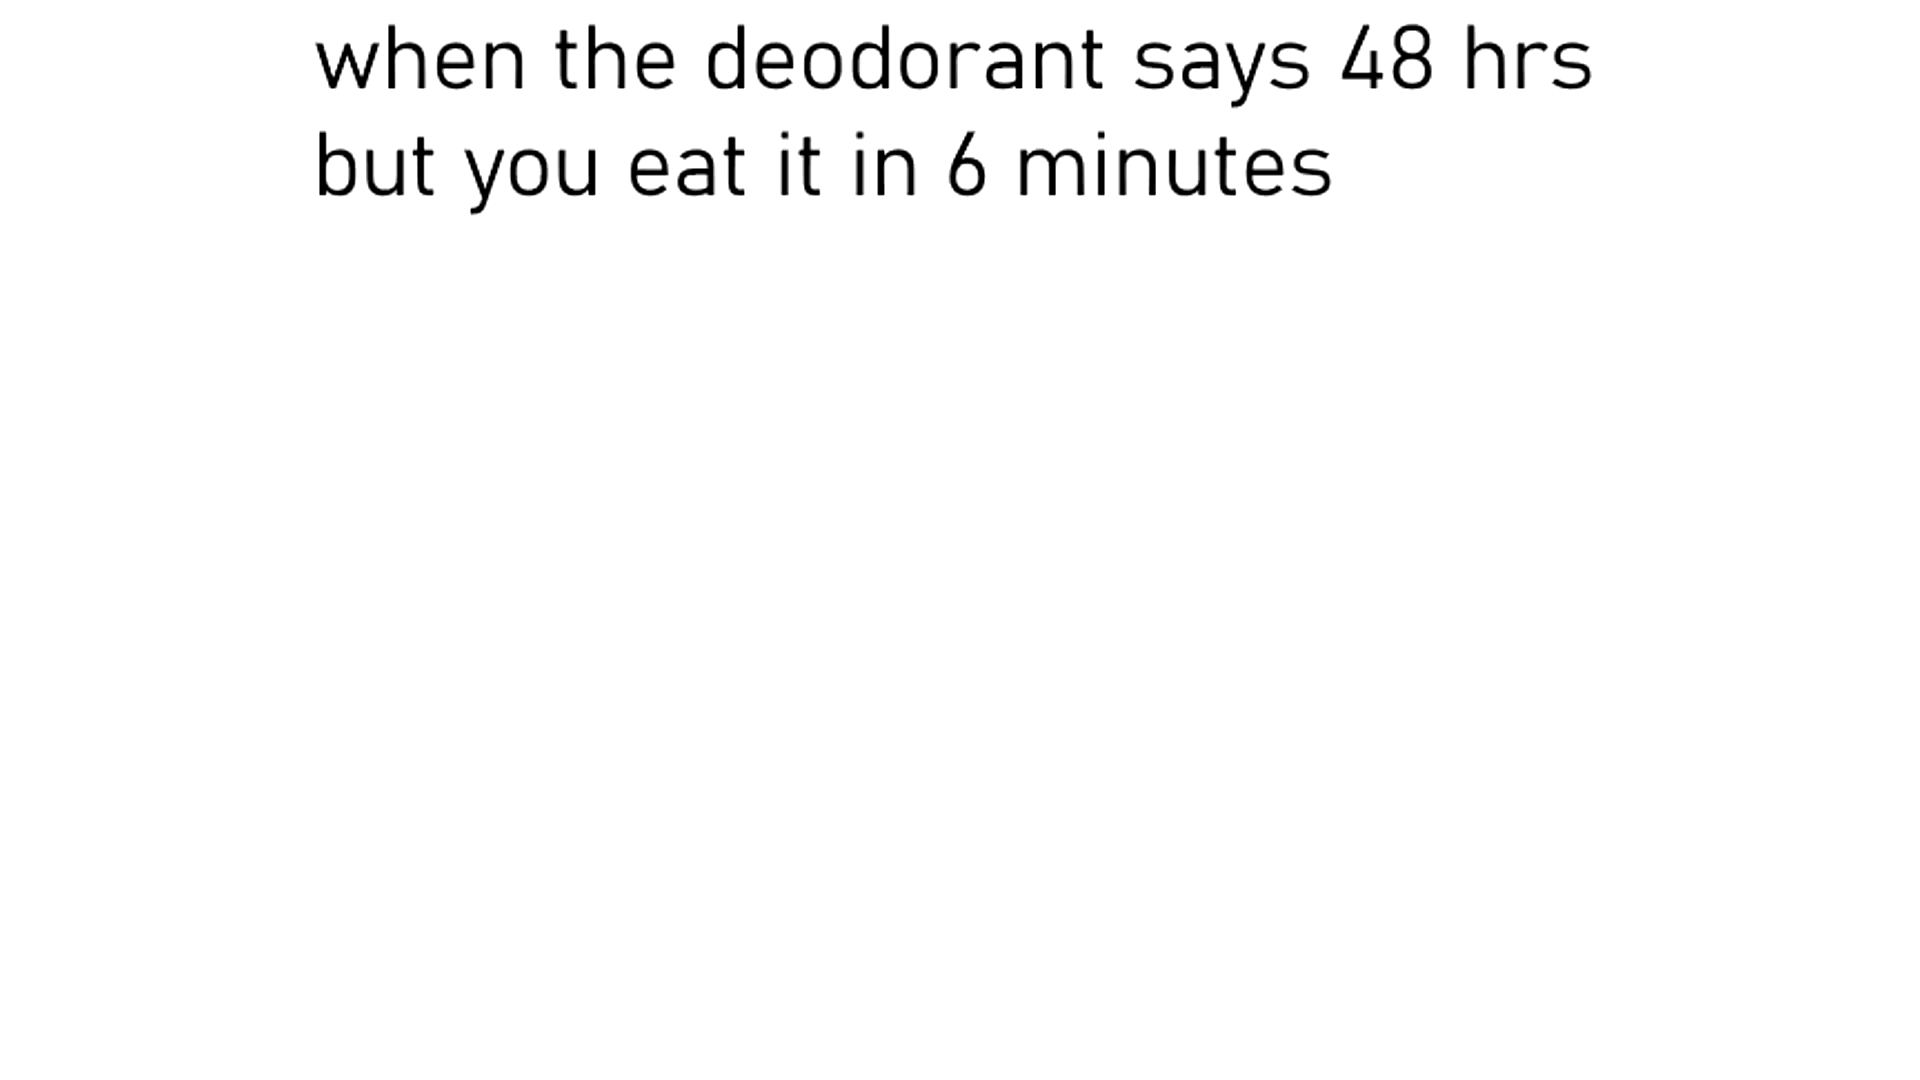 when the deodorant says 48 hrs
but you eat it in 6 minutes